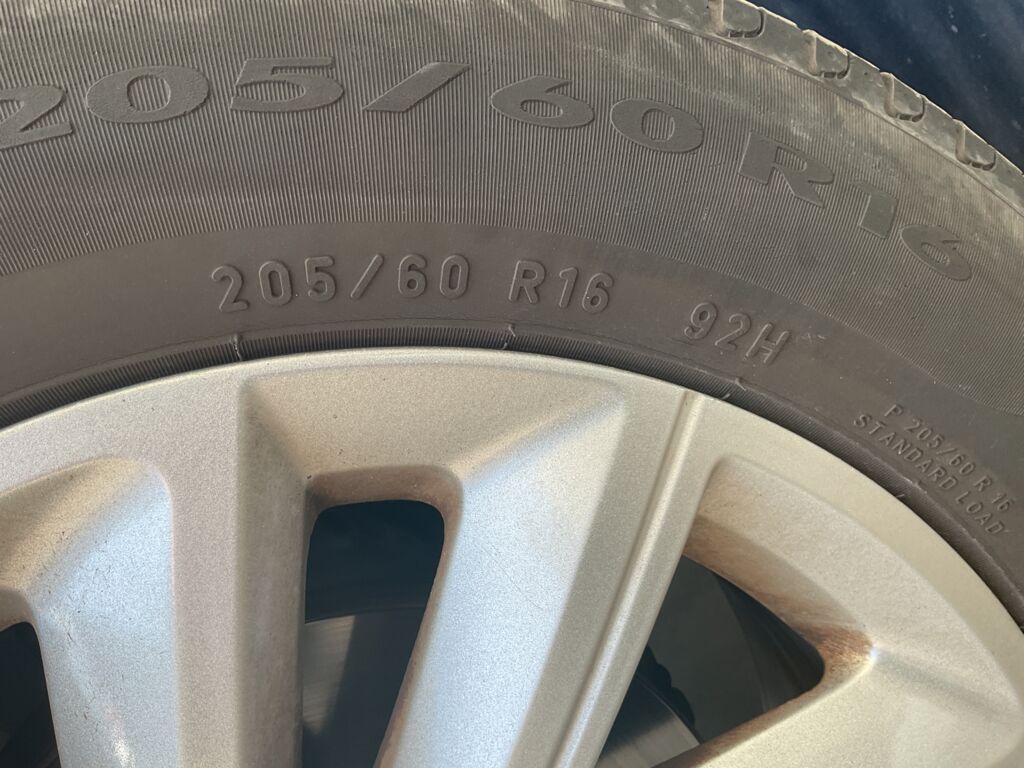 205/60 R16
205/60 R16 92H
P 205/60 R 16
STANDARD LOAD